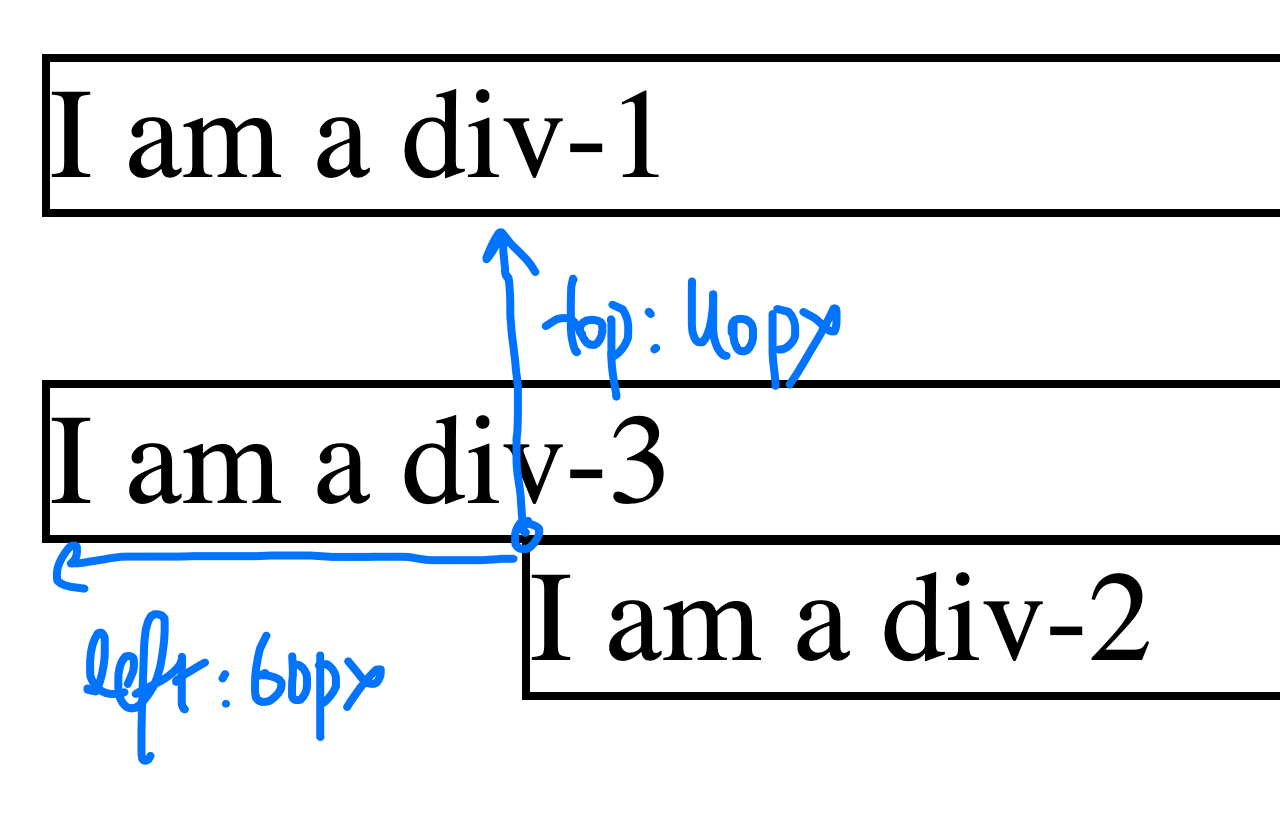 I am a div-1
top: 40px
I am a div-3
I am a div-2
left: 60px